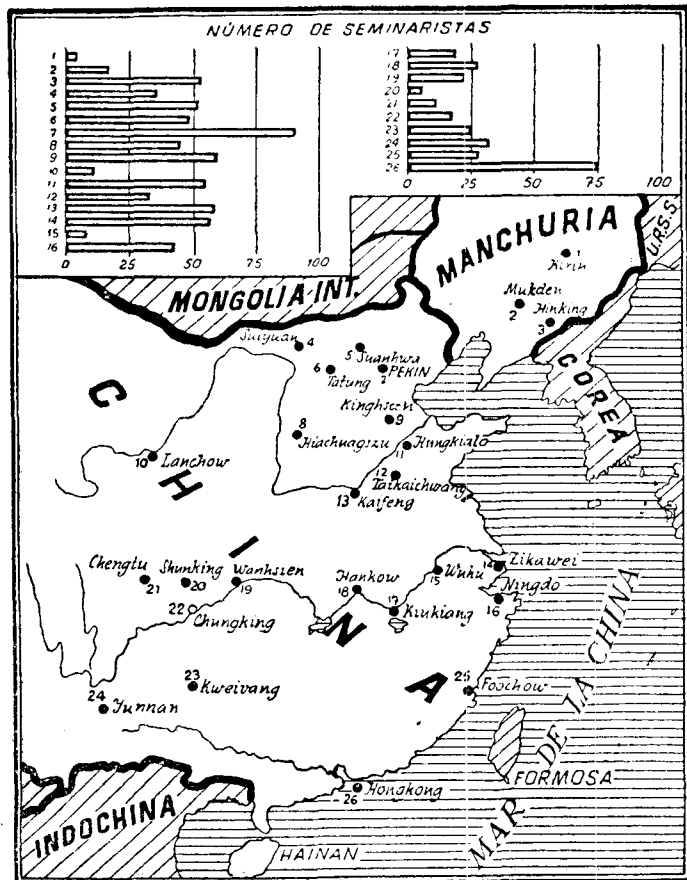 NÚMERO DE SEMINARISTAS
1
2
3
4
5
6
7
8
9
10
11
12
13
14
15
16
0 25 50 75 100
17
18
19
20
21
22
23
24
25
26
0 25 50 75 100
MANCHURIA
U.R.S.S.
1
Kirin
Mukden
2
Hinking
3
MONGOLIA INT.
COREA
Suiyuan 4
5 Suanhwa
6
Tatung
PEKIN
Kinghsien
9
8
Hiachuagszu
11
Hungkialo
10 Lanchow
12
Taikaichwang
13 Kaifeng
CHINA
Chengtu
21
Shunking
20
Wanhsien
19
Hankow
18
17
Kiukiang
15
Wuhu
14
Zikawei
Ningdo
16
22
Chungking
23
Kweivang
24
Yunnan
25
Foochow
FORMOSA
MAR DE LA CHINA
26
Hongkong
INDOCHINA
HAINAN